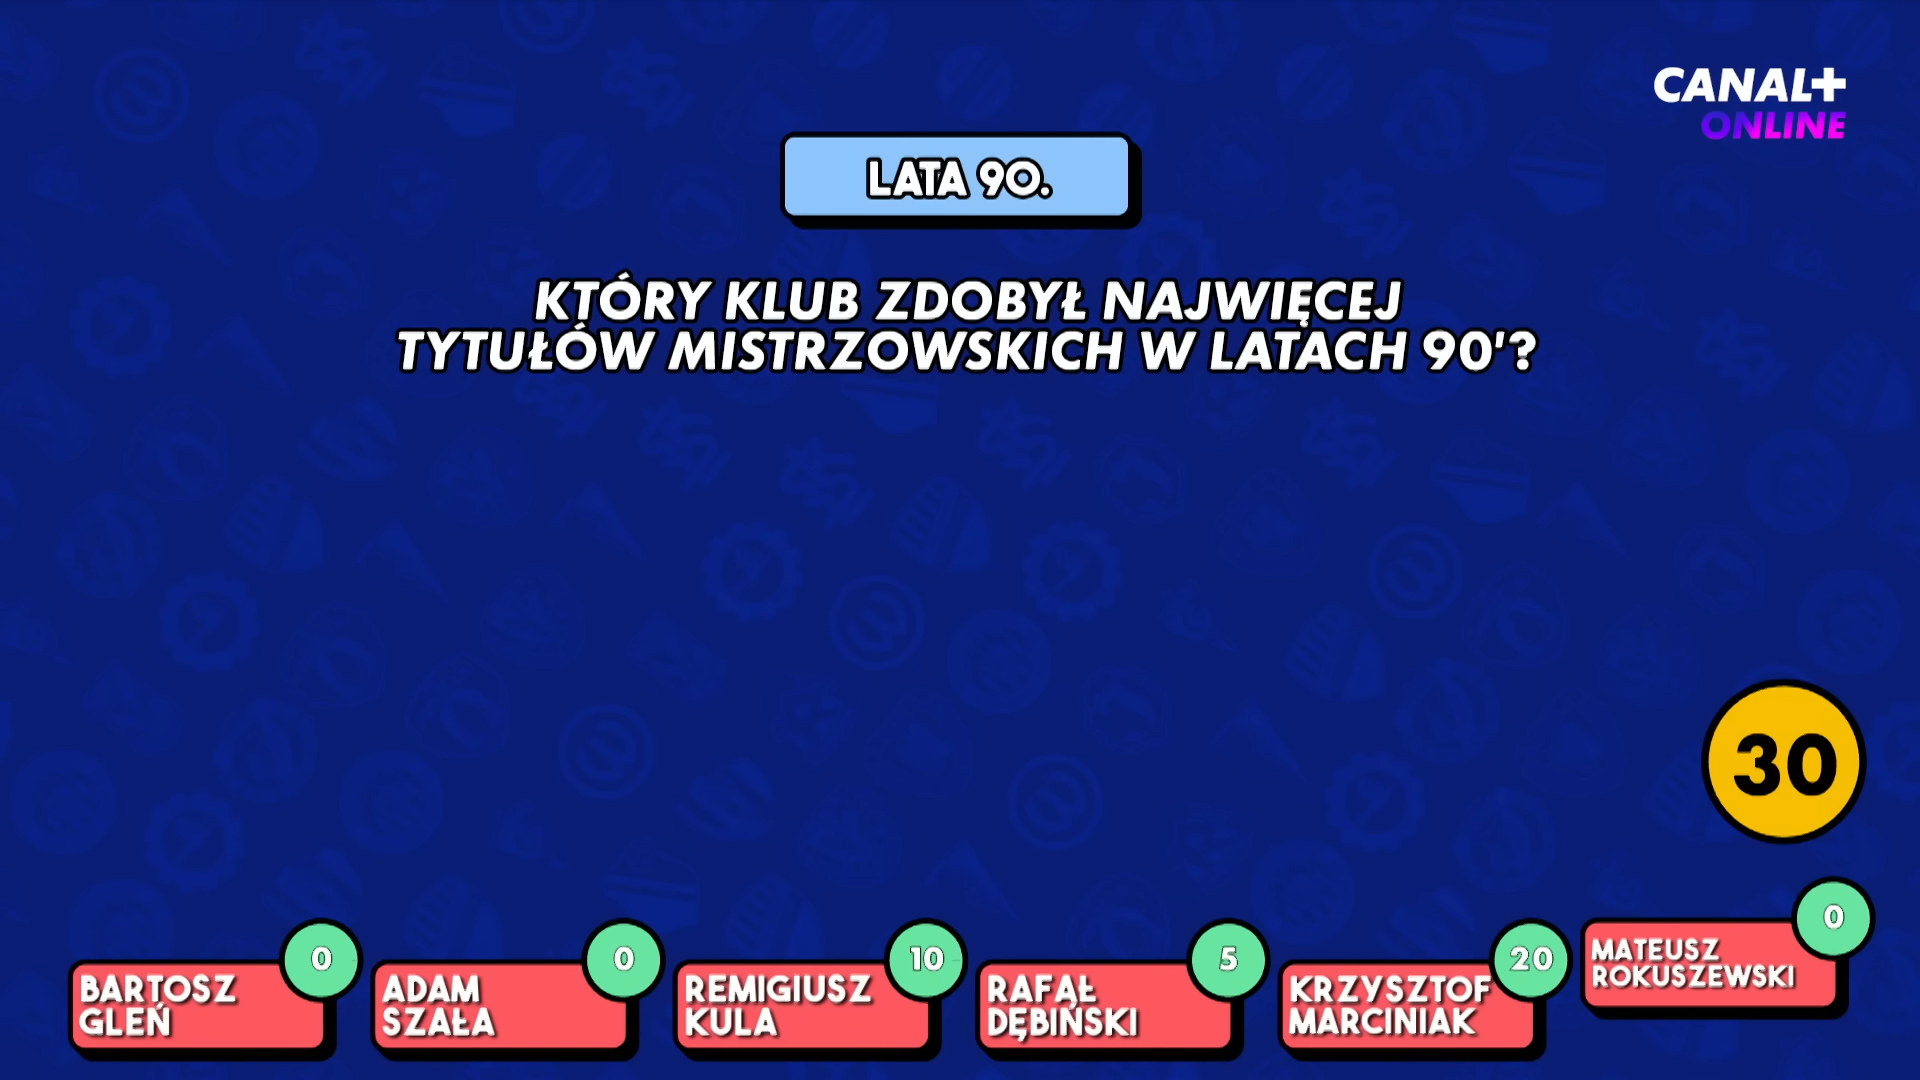 CANAL+
ONLINE
LATA 90.
KTÓRY KLUB ZDOBYŁ NAJWIĘCEJ
TYTUŁÓW MISTRZOWSKICH W LATACH 90'?
30
0
BARTOSZ
GLEŃ
0
ADAM
SZAŁA
10
REMIGIUSZ
KULA
5
RAFAŁ
DĘBIŃSKI
20
KRZYSZTOF
MARCINIAK
0
MATEUSZ
ROKUSZEWSKI